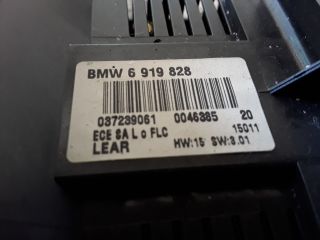 BMW 6 919 828
037239061 0046385 20
ECE SA L o FLC 15011
LEAR HW:15 SW:3.01